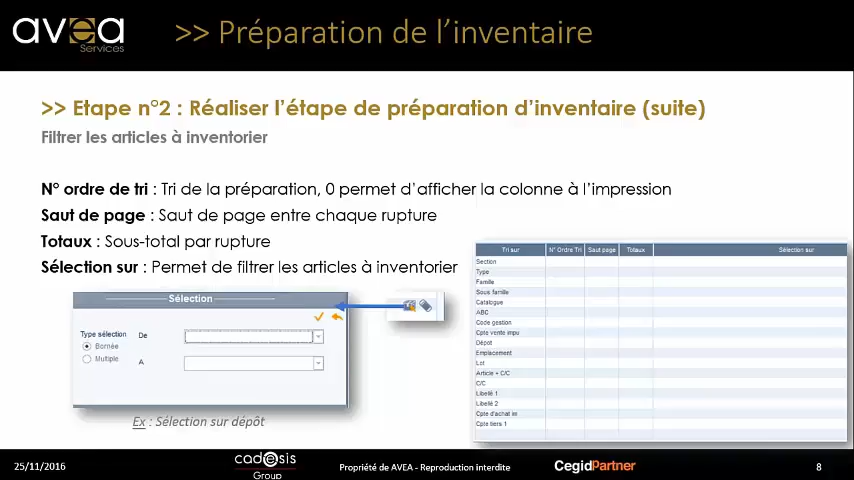 avea
Services
>> Préparation de l’inventaire
>> Etape n°2 : Réaliser l’étape de préparation d’inventaire (suite)
Filtrer les articles à inventorier
N° ordre de tri : Tri de la préparation, 0 permet d’afficher la colonne à l’impression
Saut de page : Saut de page entre chaque rupture
Totaux : Sous-total par rupture
Sélection sur : Permet de filtrer les articles à inventorier
Sélection
Type sélection
Bornée
Multiple
De
A
Ex : Sélection sur dépôt
Tri sur N° Ordre Tri Saut page Totaux Sélection sur
Section
Type
Famille
Sous famille
Catalogue
ABC
Code gestion
Cpte vente impu
Dépot
Emplacement
Lot
Article + C/C
C/C
Libellé 1
Libellé 2
Cpte d'achat im
Cpte tiers 1
25/11/2016
cadesis
Group
Propriété de AVEA - Reproduction interdite
CegidPartner
8